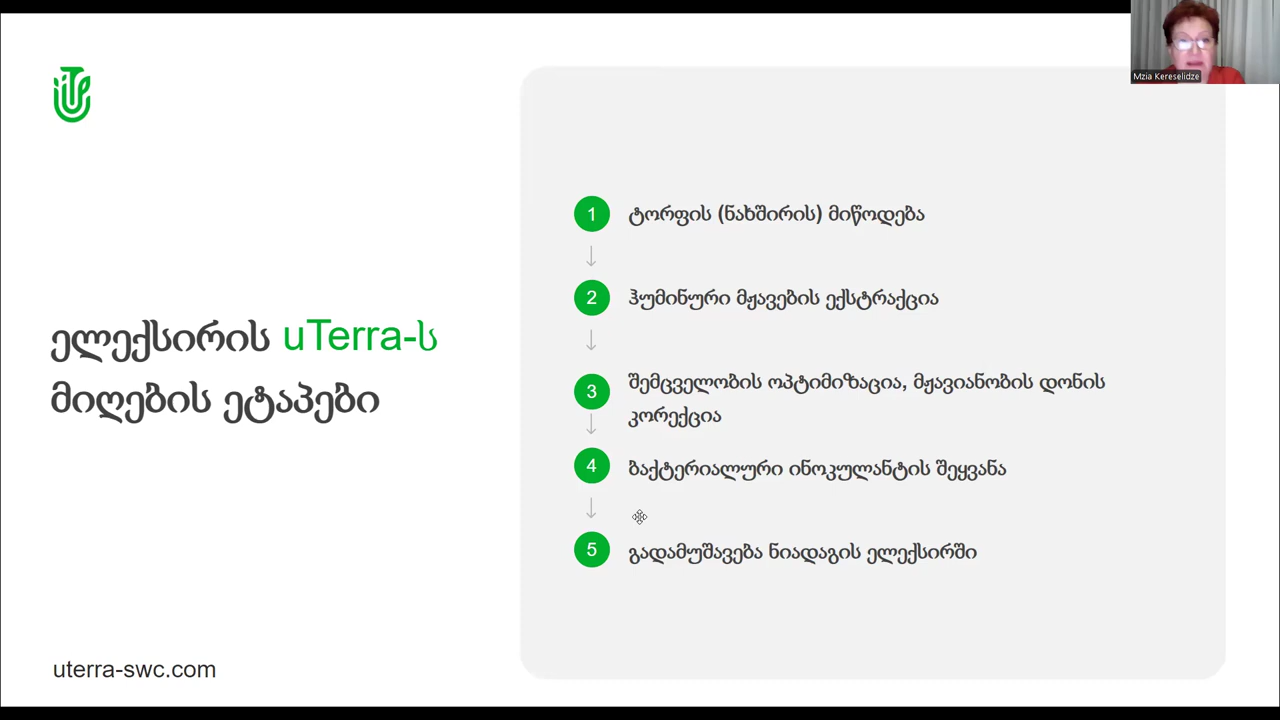 Mzia Kereselidze
ელექსირის uTerra-ს
მიღების ეტაპები
1 ტორფის (ნახშირის) მიწოდება
2 ჰუმინური მჟავების ექსტრაქცია
3 შემცველობის ოპტიმიზაცია, მჟავიანობის დონის
კორექცია
4 ბაქტერიალური ინოკულანტის შეყვანა
5 გადამუშავება ნიადაგის ელექსირში
uterra-swc.com